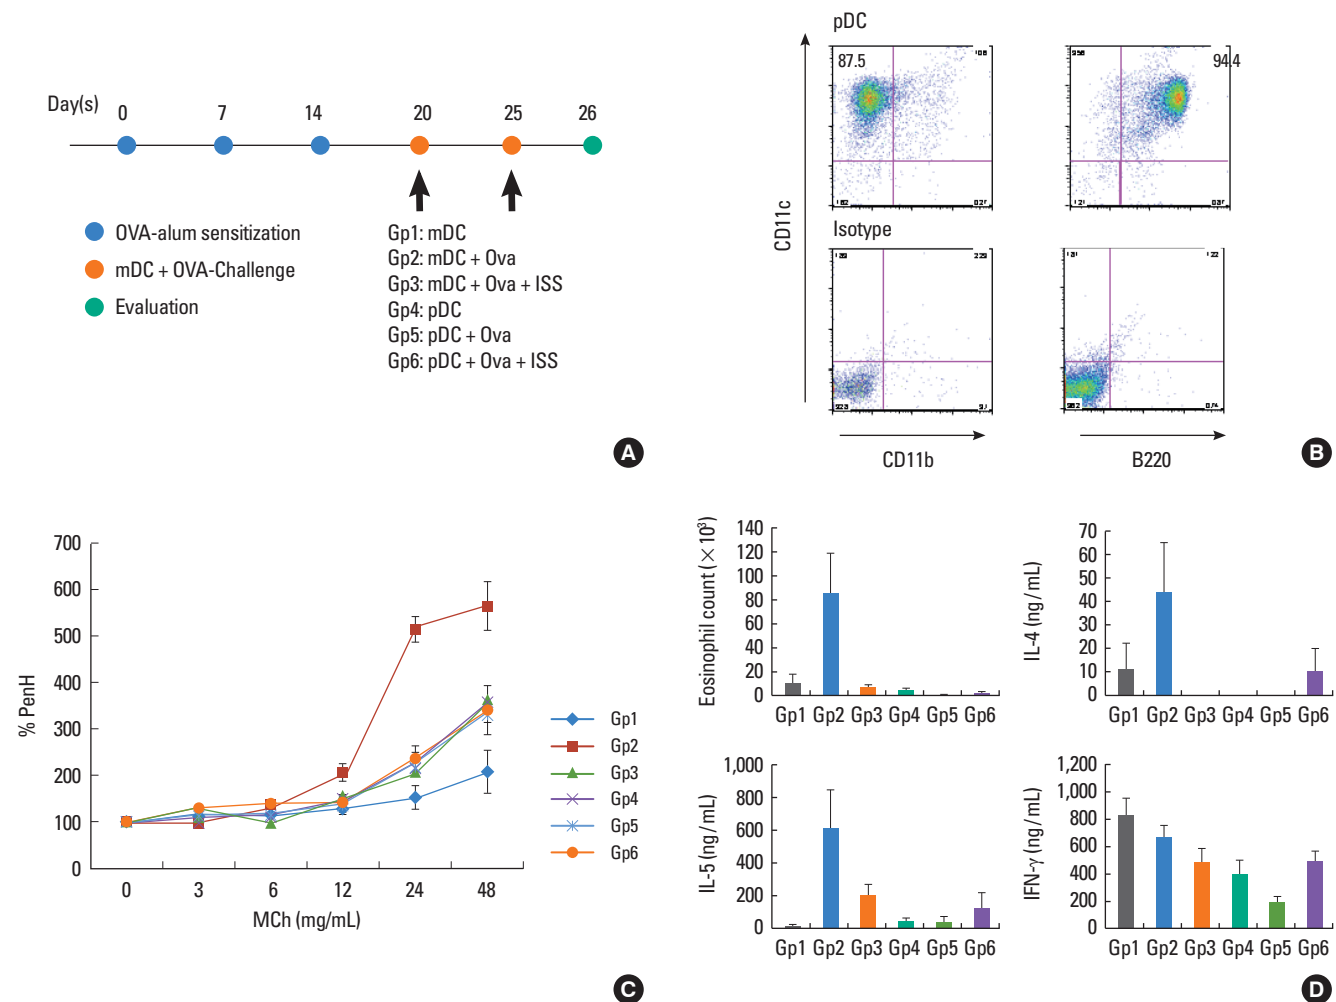 Day(s) 0 7 14 20 25 26
OVA-alum sensitization
mDC + OVA-Challenge
Evaluation
Gp1: mDC
Gp2: mDC + Ova
Gp3: mDC + Ova + ISS
Gp4: pDC
Gp5: pDC + Ova
Gp6: pDC + Ova + ISS
A
pDC
87.5
94.4
CD11c
Isotype
CD11b
B220
B
% PenH
700
600
500
400
300
200
100
0
0 3 6 12 24 48
MCh (mg/mL)
Gp1
Gp2
Gp3
Gp4
Gp5
Gp6
C
Eosinophil count (×10³)
140
120
100
80
60
40
20
0
Gp1 Gp2 Gp3 Gp4 Gp5 Gp6
IL-4 (ng/mL)
70
60
50
40
30
20
10
0
Gp1 Gp2 Gp3 Gp4 Gp5 Gp6
IL-5 (ng/mL)
1,000
800
600
400
200
0
Gp1 Gp2 Gp3 Gp4 Gp5 Gp6
IFN-γ (ng/mL)
1,200
1,000
800
600
400
200
0
Gp1 Gp2 Gp3 Gp4 Gp5 Gp6
D